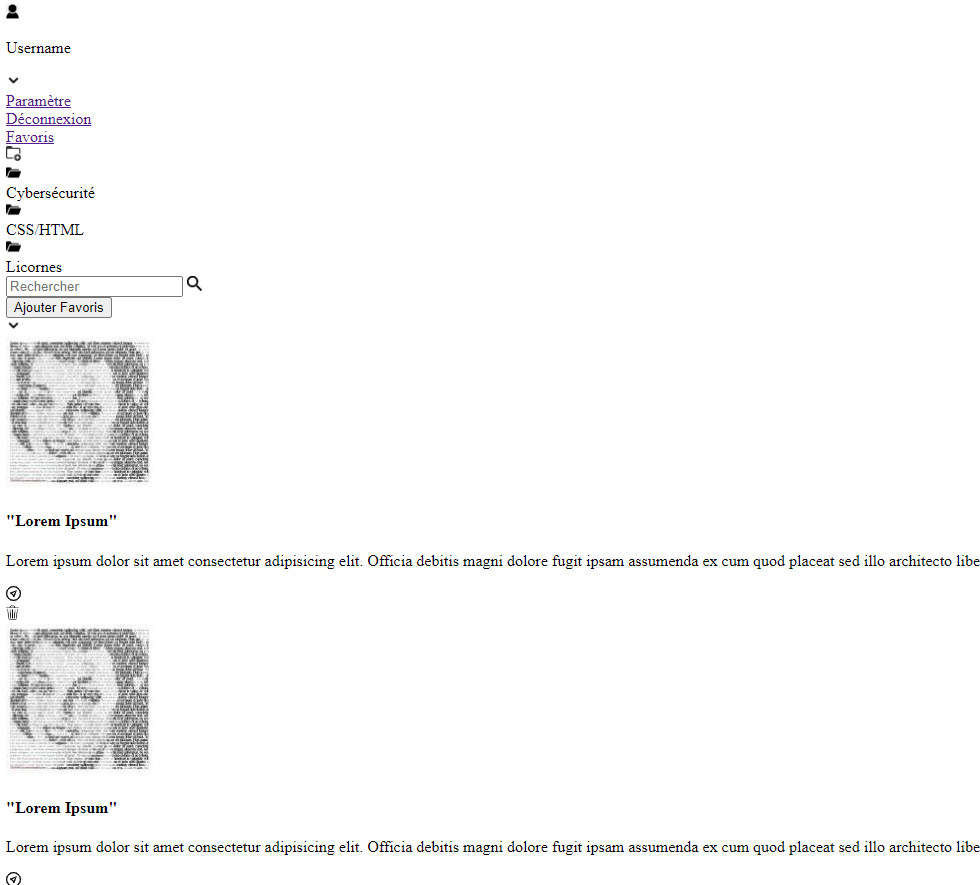 Username
Paramètre
Déconnexion
Favoris
Cybersécurité
CSS/HTML
Licornes
Rechercher
Ajouter Favoris
"Lorem Ipsum"
Lorem ipsum dolor sit amet consectetur adipisicing elit. Officia debitis magni dolore fugit ipsam assumenda ex cum quod placeat sed illo architecto libe
"Lorem Ipsum"
Lorem ipsum dolor sit amet consectetur adipisicing elit. Officia debitis magni dolore fugit ipsam assumenda ex cum quod placeat sed illo architecto libe